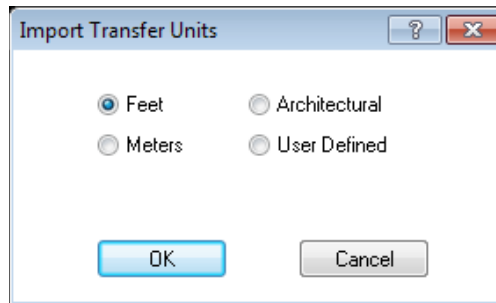 Import Transfer Units
?
Feet Architectural
Meters User Defined
OK Cancel